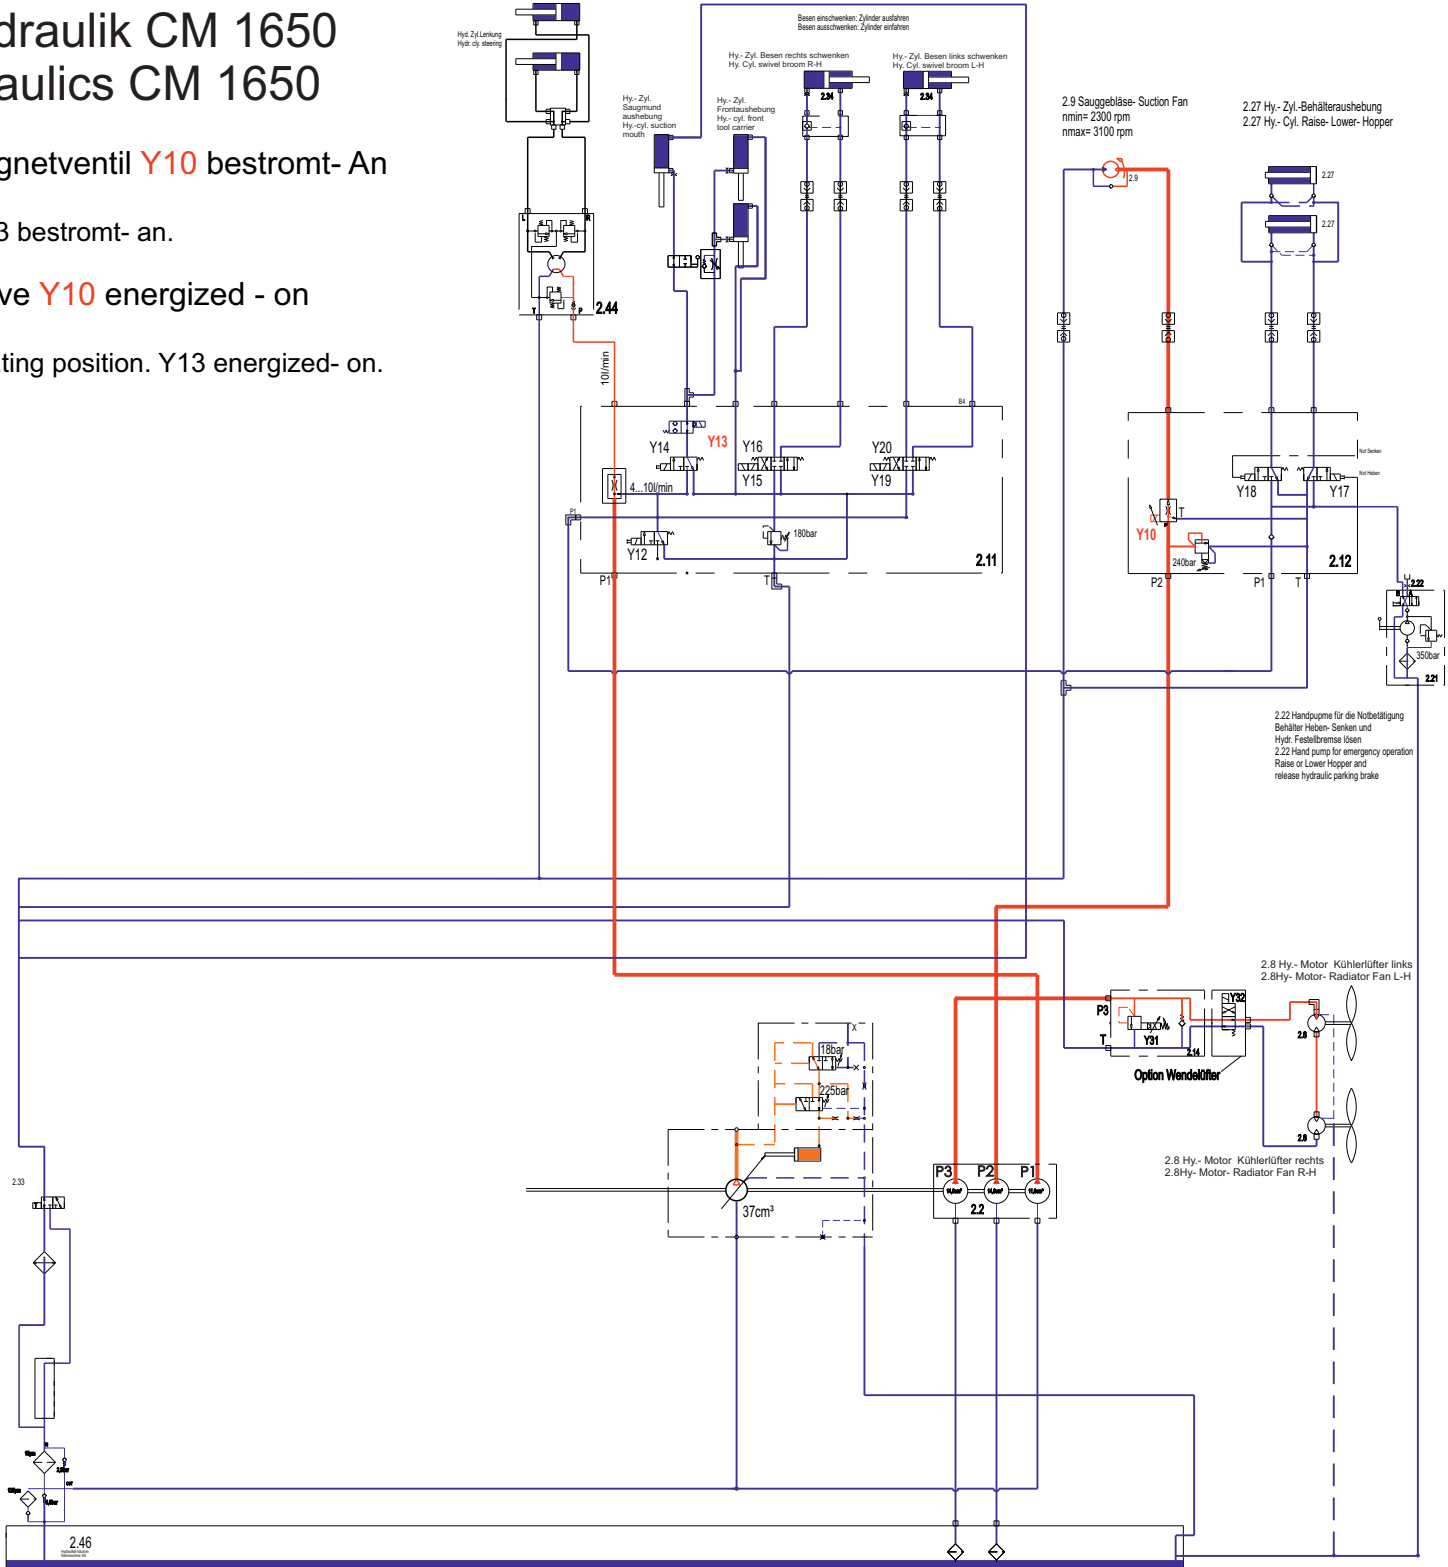 draulik CM 1650
aulics CM 1650
gnetventil Y10 bestromt- An
3 bestromt- an.
ve Y10 energized - on
ting position. Y13 energized- on.
Hyd. Zyl.Lenkung
Hydr. cly. steering
L
R
T
P
2.44
10l/min
Hy.- Zyl.
Saugmund
aushebung
Hy.-cyl. suction
mouth
Hy.- Zyl.
Frontaushebung
Hy.- cyl. front
tool carrier
Besen einschwenken: Zylinder ausfahren
Besen ausschwenken: Zylinder einfahren
Hy.- Zyl. Besen rechts schwenken
Hy. Cyl. swivel broom R-H
2.34
Hy.- Zyl. Besen links schwenken
Hy. Cyl. swivel broom L-H
2.34
2.9 Sauggebläse- Suction Fan
nmin= 2300 rpm
nmax= 3100 rpm
2.9
2.27 Hy.- Zyl.-Behälteraushebung
2.27 Hy.- Cyl. Raise- Lower- Hopper
2.27
2.27
B4
Y14
Y13
Y16
Y15
Y20
Y19
4...10l/min
P1
Y12
180bar
2.11
P1
T
Not Senken
Not Heben
Y18
Y17
T
Y10
240bar
2.12
P2
P1
T
2.22
350bar
2.21
2.22 Handpupme für die Notbetätigung
Behälter Heben- Senken und
Hydr. Festellbremse lösen
2.22 Hand pump for emergency operation
Raise or Lower Hopper and
release hydraulic parking brake
2.8 Hy.- Motor Kühlerlüfter links
2.8Hy- Motor- Radiator Fan L-H
P3
T
Y31
2.14
Y32
2.8
Option Wendelüfter
2.8
2.8 Hy.- Motor Kühlerlüfter rechts
2.8Hy- Motor- Radiator Fan R-H
X
18bar
225bar
37cm³
P3
P2
P1
2.2
2.33
2.46